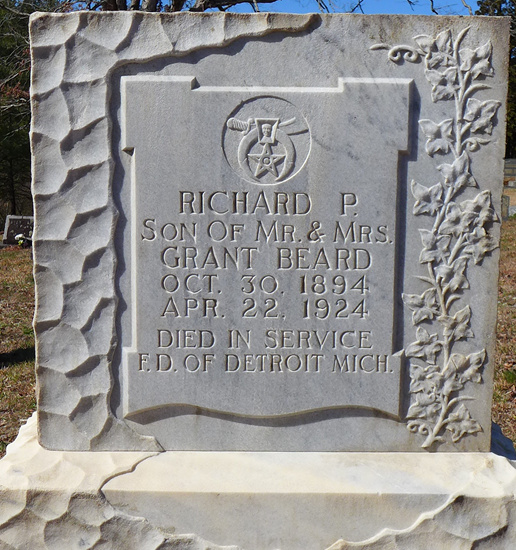 RICHARD P.
SON OF MR. & MRS.
GRANT BEARD
OCT. 30. 1894
APR. 22. 1924
DIED IN SERVICE
F.D. OF DETROIT MICH.